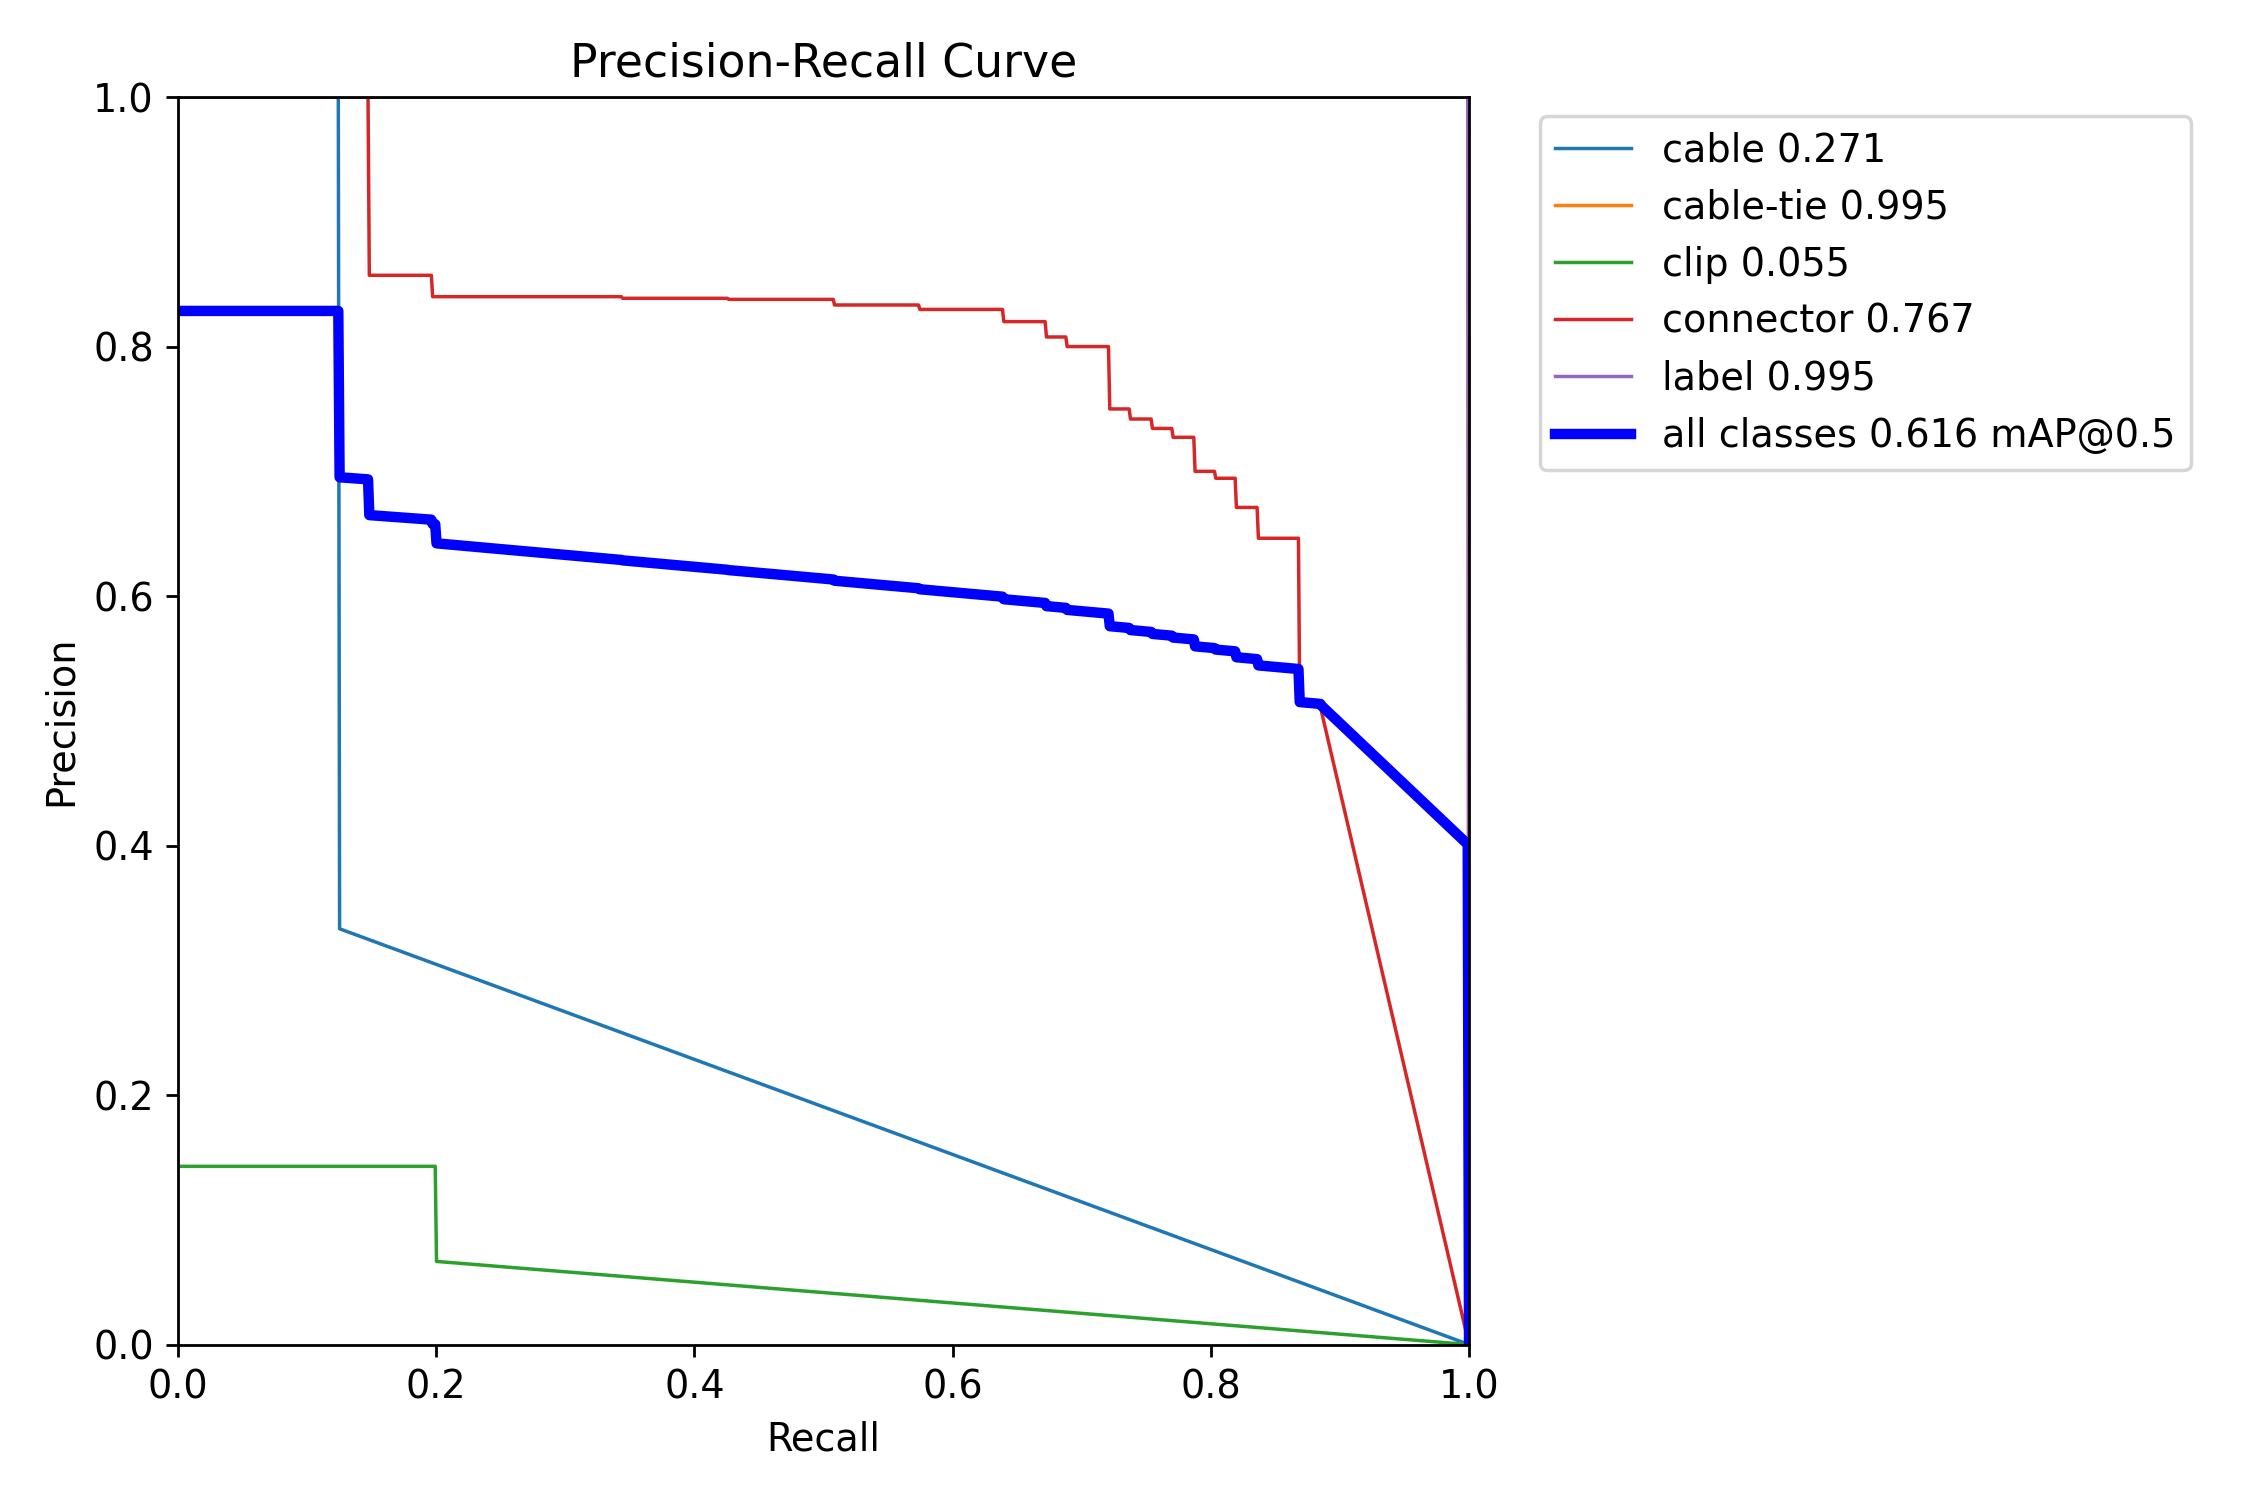 Precision-Recall Curve
1.0
0.8
0.6
0.4
0.2
0.0
Precision
0.0 0.2 0.4 0.6 0.8 1.0
Recall
cable 0.271
cable-tie 0.995
clip 0.055
connector 0.767
label 0.995
all classes 0.616 mAP@0.5